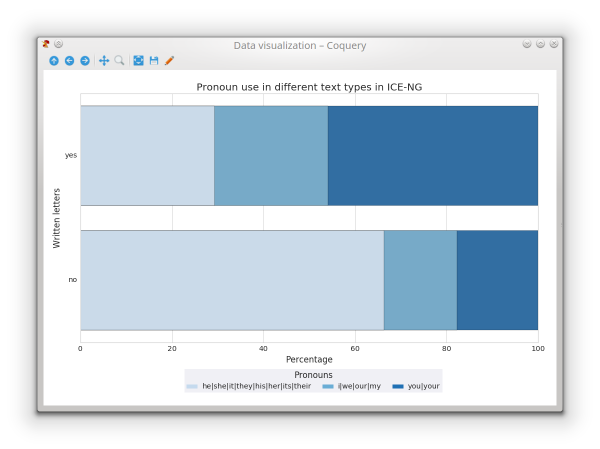 Data visualization – Coquery
Pronoun use in different text types in ICE-NG
Written letters
yes
no
0 20 40 60 80 100
Percentage
Pronouns
he|she|it|they|his|her|its|their i|we|our|my you|your